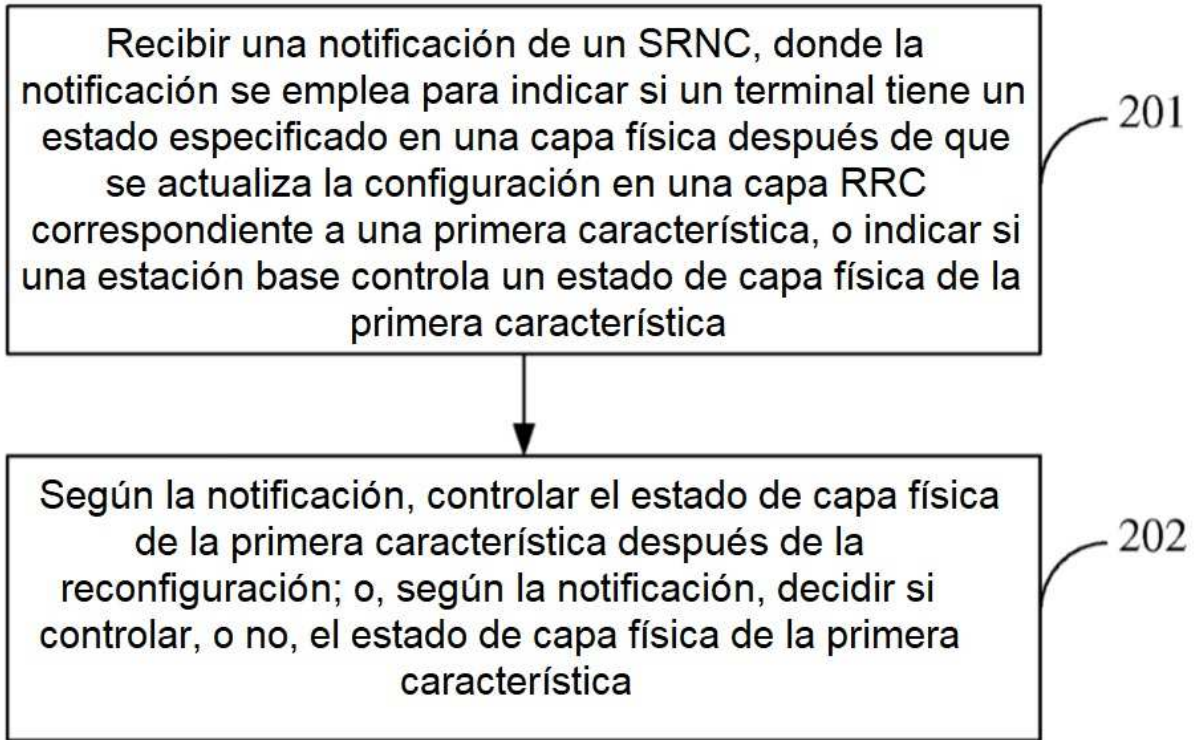 Recibir una notificación de un SRNC, donde la
notificación se emplea para indicar si un terminal tiene un
estado especificado en una capa física después de que
se actualiza la configuración en una capa RRC
correspondiente a una primera característica, o indicar si
una estación base controla un estado de capa física de la
primera característica
201
Según la notificación, controlar el estado de capa física
de la primera característica después de la
reconfiguración; o, según la notificación, decidir si
controlar, o no, el estado de capa física de la primera
característica
202